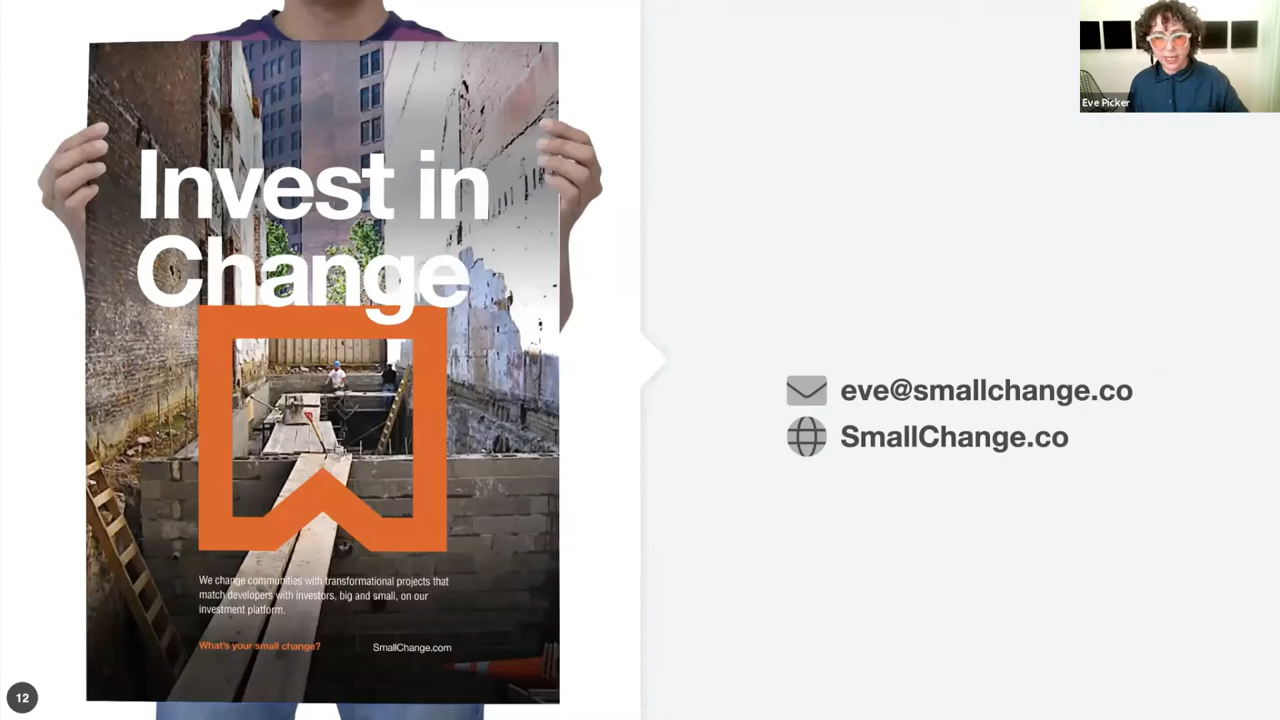 Invest in
Change
We change communities with transformational projects that
match developers with investors, big and small, on our
investment platform.
What's your small change?
SmallChange.com
eve@smallchange.co
SmallChange.co
Eve Picker
12